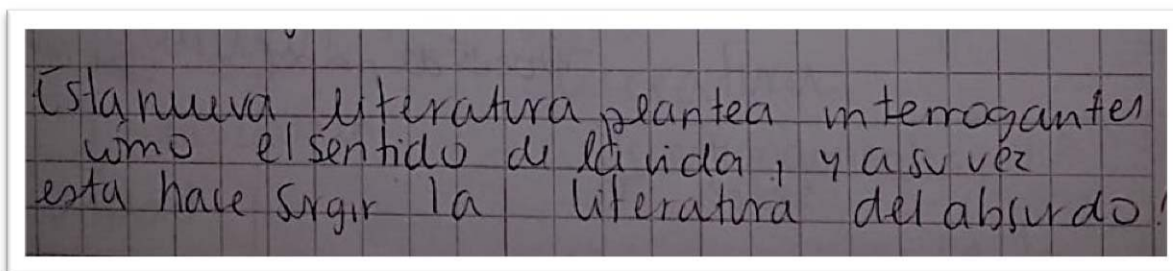 Esta nueva literatura plantea interrogantes
como el sentido de la vida, y a su vez
esta hace surgir la literatura del absurdo!